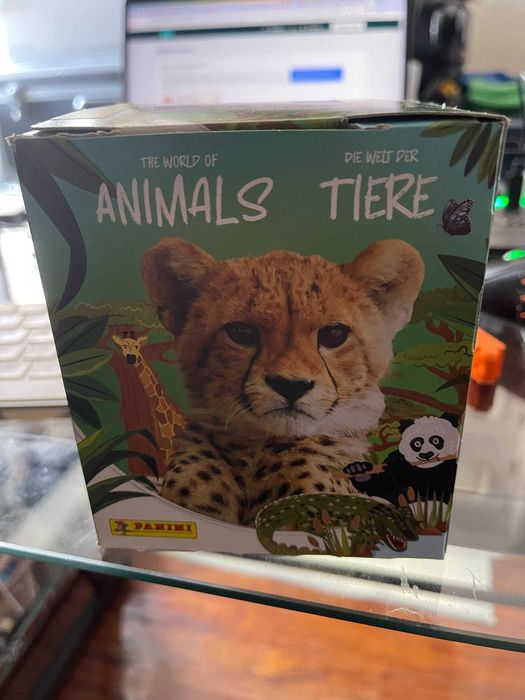 THE WORLD OF
ANIMALS
DIE WELT DER
TIERE
PANINI